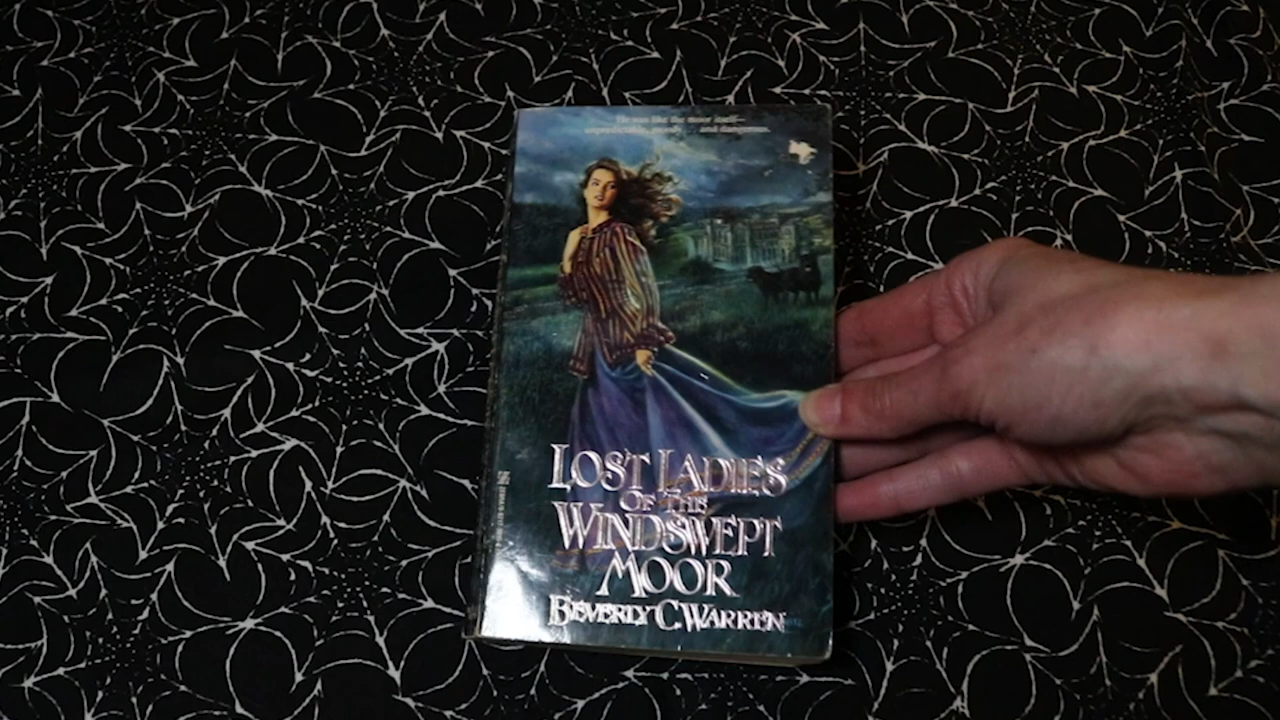 He was like the moor itself—
unpredictable, moody... and dangerous.
LOST LADIES
OF THE
WINDSWEPT
MOOR
BEVERLY C. WARREN